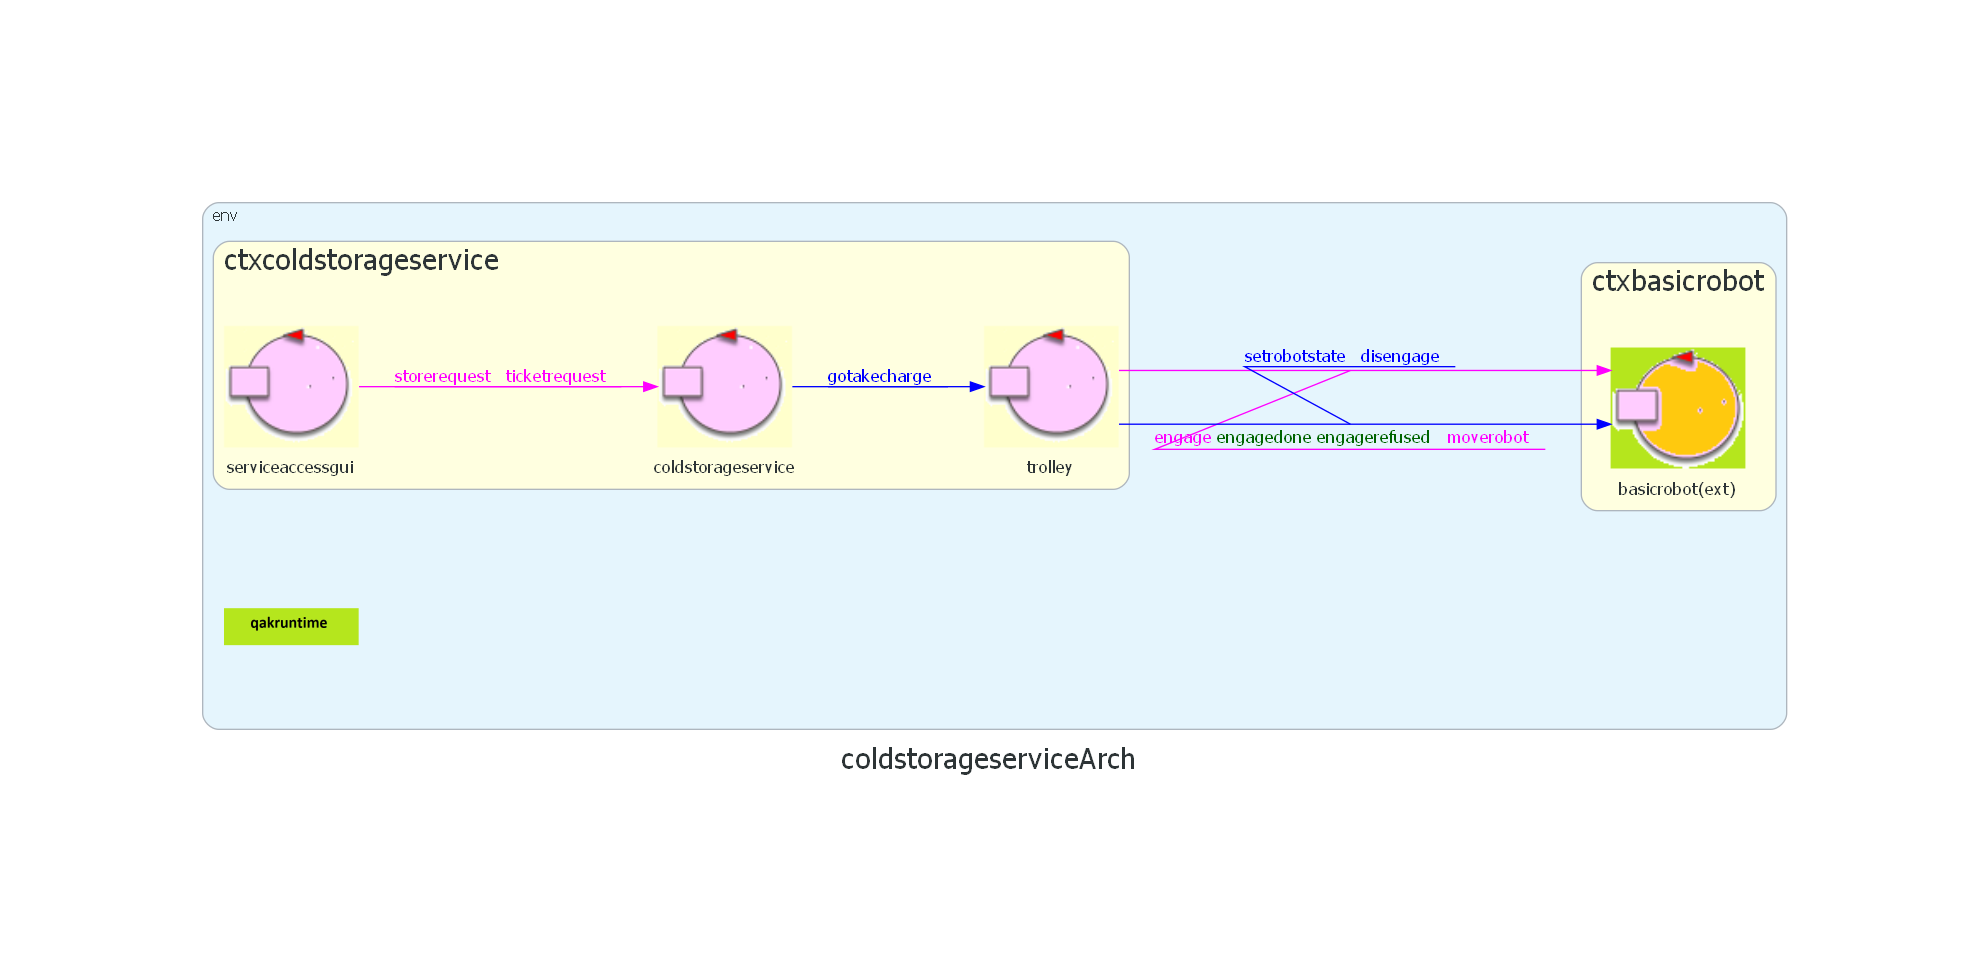 env
ctxcoldstorageservice
ctxbasicrobot
storerequest ticketrequest
gotakecharge
setrobotstate disengage
engage engagedone engagerefused moverobot
serviceaccessgui
coldstorageservice
trolley
basicrobot(ext)
qakruntime
coldstorageserviceArch